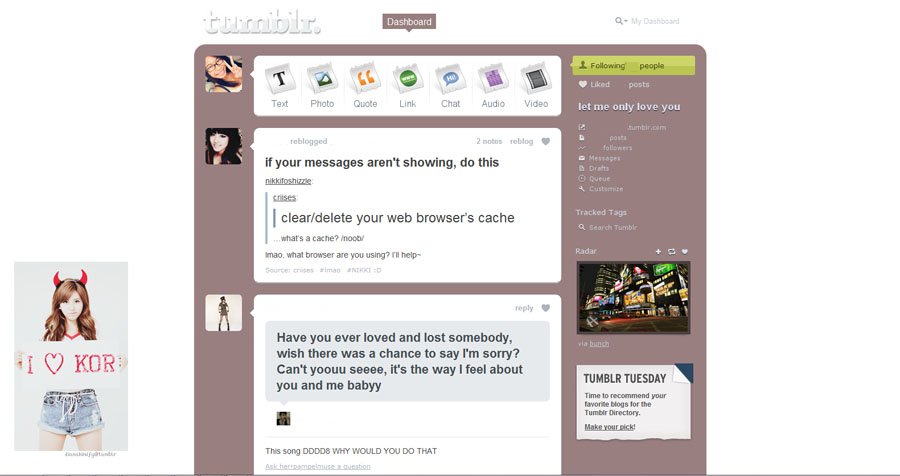 tumblr.
Dashboard
My Dashboard
Text Photo Quote Link Chat Audio Video
T Hi!
reblogged 2 notes reblog
if your messages aren't showing, do this
nikkifoshizzle:
criises:
clear/delete your web browser's cache
...what's a cache? /noob/
lmao, what browser are you using? I'll help~
Source: criises #lmao #NIKKI :D
reply
Have you ever loved and lost somebody,
wish there was a chance to say I'm sorry?
Can't yoouu seeee, it's the way I feel about
you and me babyy
This song DDDD8 WHY WOULD YOU DO THAT
Ask herrpampelmuse a question
Following people
Liked posts
let me only love you
.tumblr.com
posts
followers
Messages
Drafts
Queue
Customize
Tracked Tags
Search Tumblr
Radar
via bunch
TUMBLR TUESDAY
Time to recommend your
favorite blogs for the
Tumblr Directory.
Make your pick!
I ♡ KOR